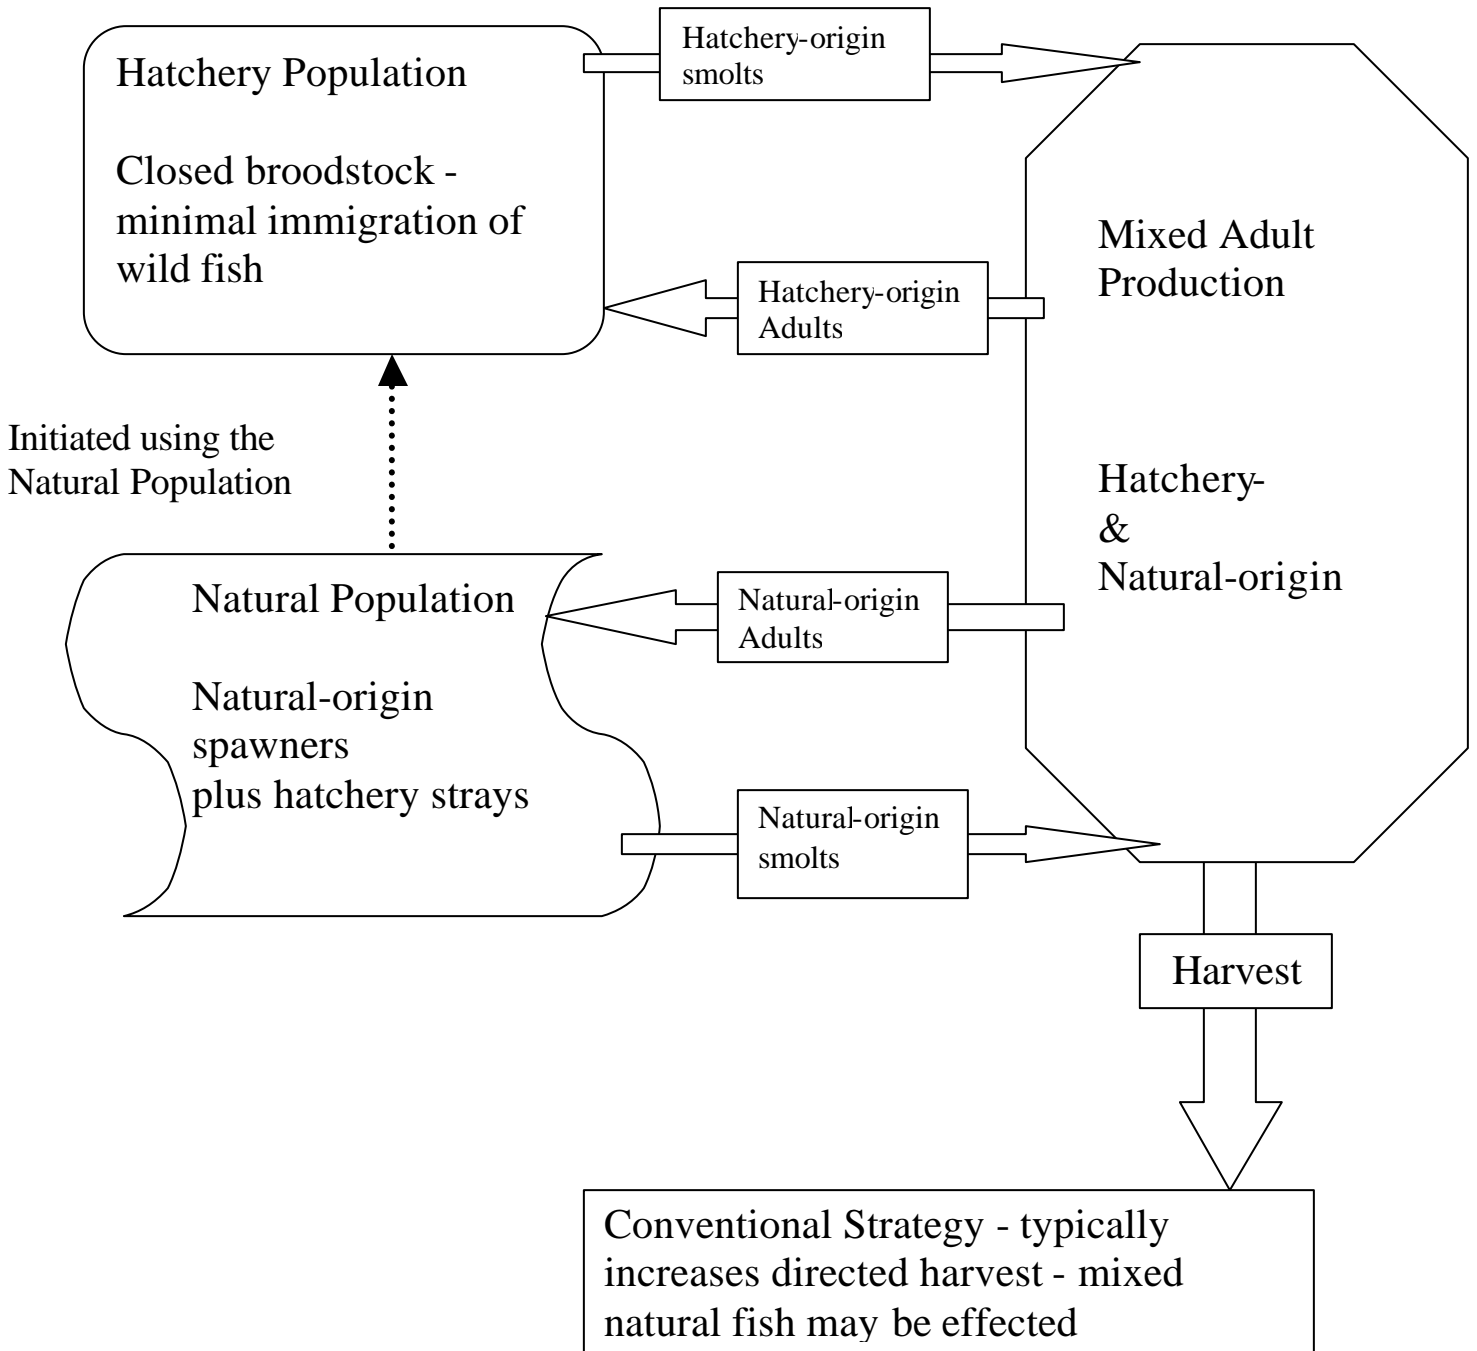 Hatchery Population
Closed broodstock -
minimal immigration of
wild fish
Hatchery-origin
smolts
Hatchery-origin
Adults
Mixed Adult
Production
Hatchery-
&
Natural-origin
Initiated using the
Natural Population
Natural Population
Natural-origin
spawners
plus hatchery strays
Natural-origin
Adults
Natural-origin
smolts
Harvest
Conventional Strategy - typically
increases directed harvest - mixed
natural fish may be effected